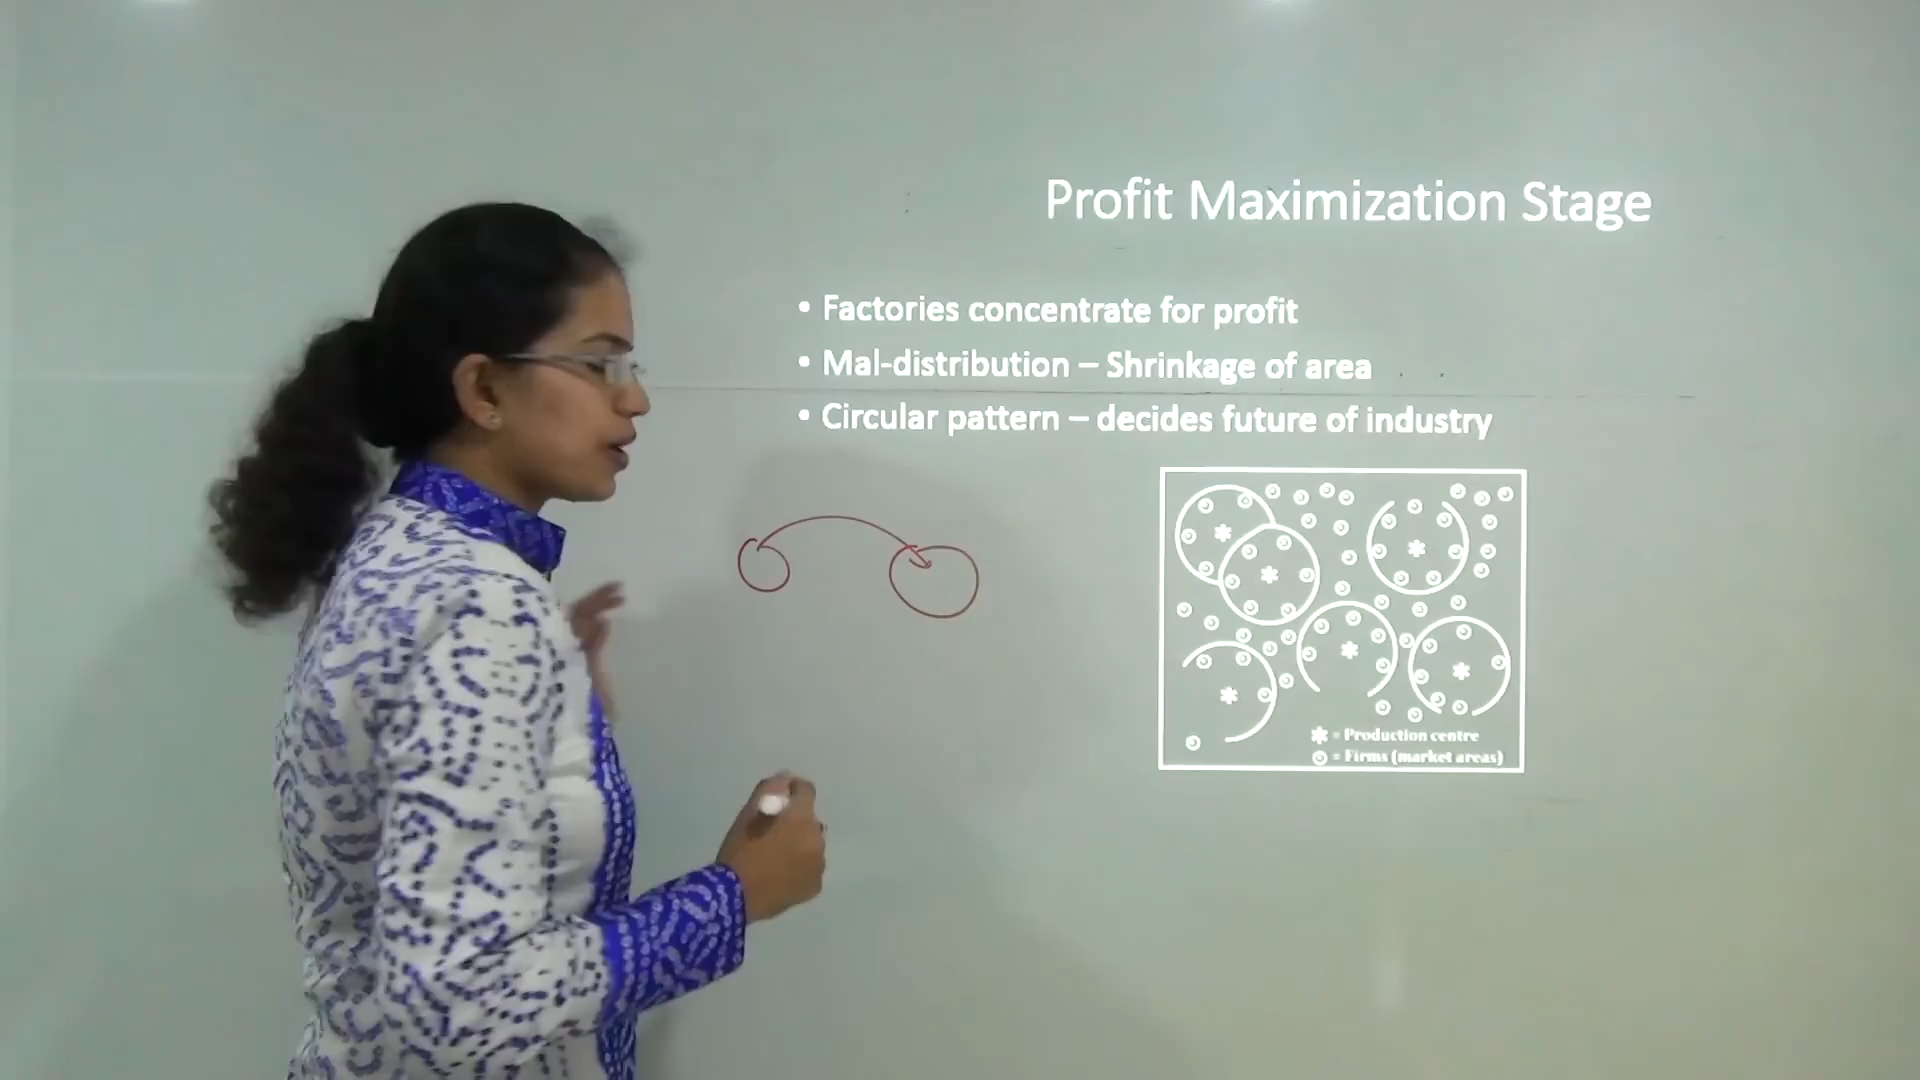 Profit Maximization Stage
• Factories concentrate for profit
• Mal-distribution – Shrinkage of area
• Circular pattern – decides future of industry
* = Production centre
= Firms (market areas)